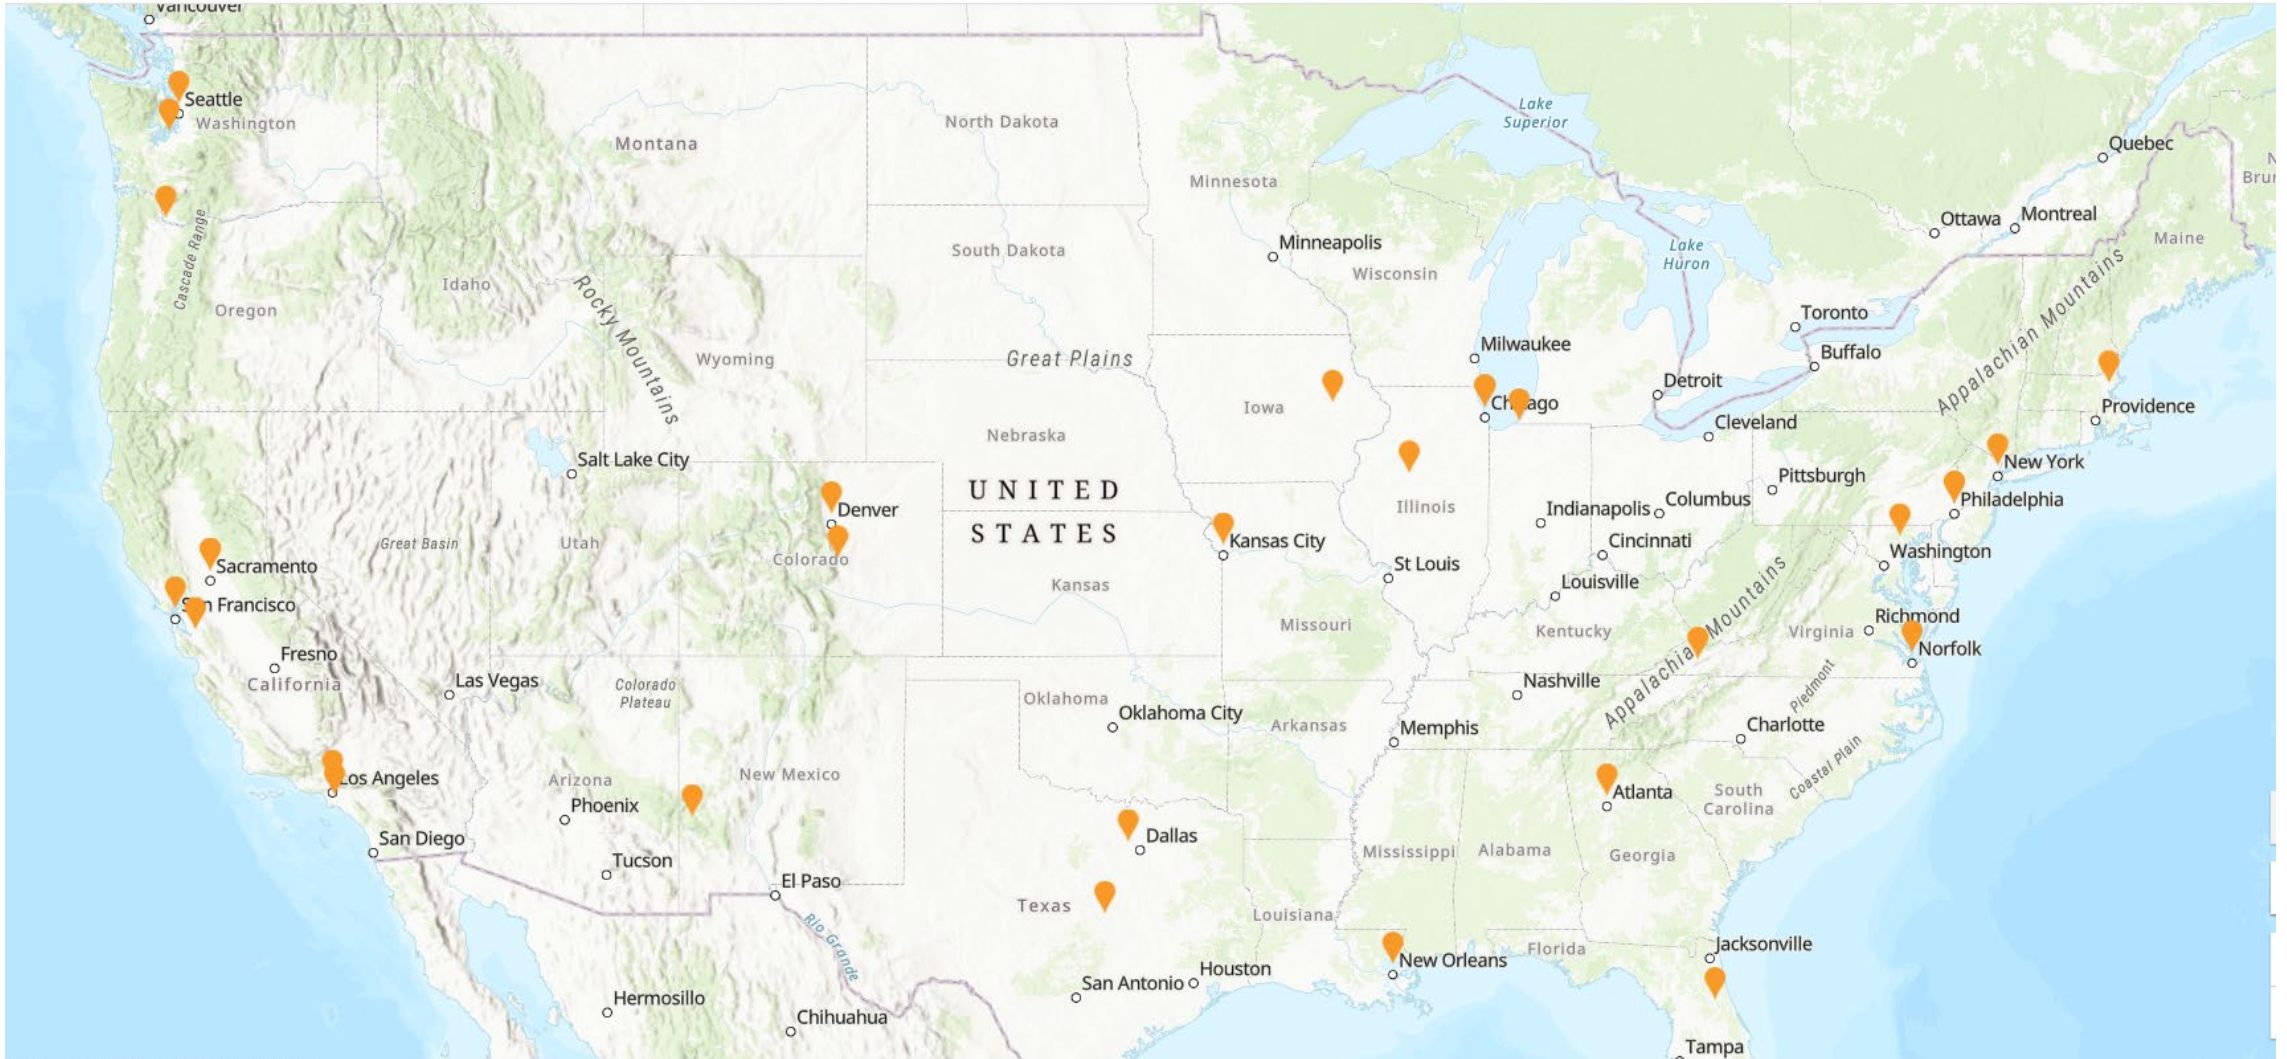 Vancouver
Seattle
Washington
Montana
North Dakota
Minnesota
Lake
Superior
Quebec
Ottawa
Montreal
Maine
Cascade Range
Oregon
Idaho
Rocky Mountains
South Dakota
Minneapolis
Wisconsin
Lake
Huron
Toronto
Buffalo
Appalachian Mountains
Wyoming
Great Plains
Milwaukee
Detroit
Iowa
Chicago
Cleveland
Providence
Nebraska
Salt Lake City
New York
Pittsburgh
Philadelphia
UNITED
STATES
Denver
Illinois
Indianapolis
Columbus
Great Basin
Utah
Colorado
Kansas City
Cincinnati
Washington
Sacramento
St Louis
Louisville
Kansas
San Francisco
Missouri
Kentucky
Appalachian Mountains
Virginia
Richmond
Norfolk
Fresno
California
Las Vegas
Colorado
Plateau
Oklahoma
Oklahoma City
Nashville
Piedmont
Arkansas
Memphis
Charlotte
Coastal Plain
Los Angeles
Arizona
New Mexico
Phoenix
Atlanta
South
Carolina
San Diego
Dallas
Tucson
Mississippi
Alabama
Georgia
El Paso
Texas
Louisiana
Rio Grande
New Orleans
Florida
Jacksonville
San Antonio
Houston
Hermosillo
Chihuahua
Tampa